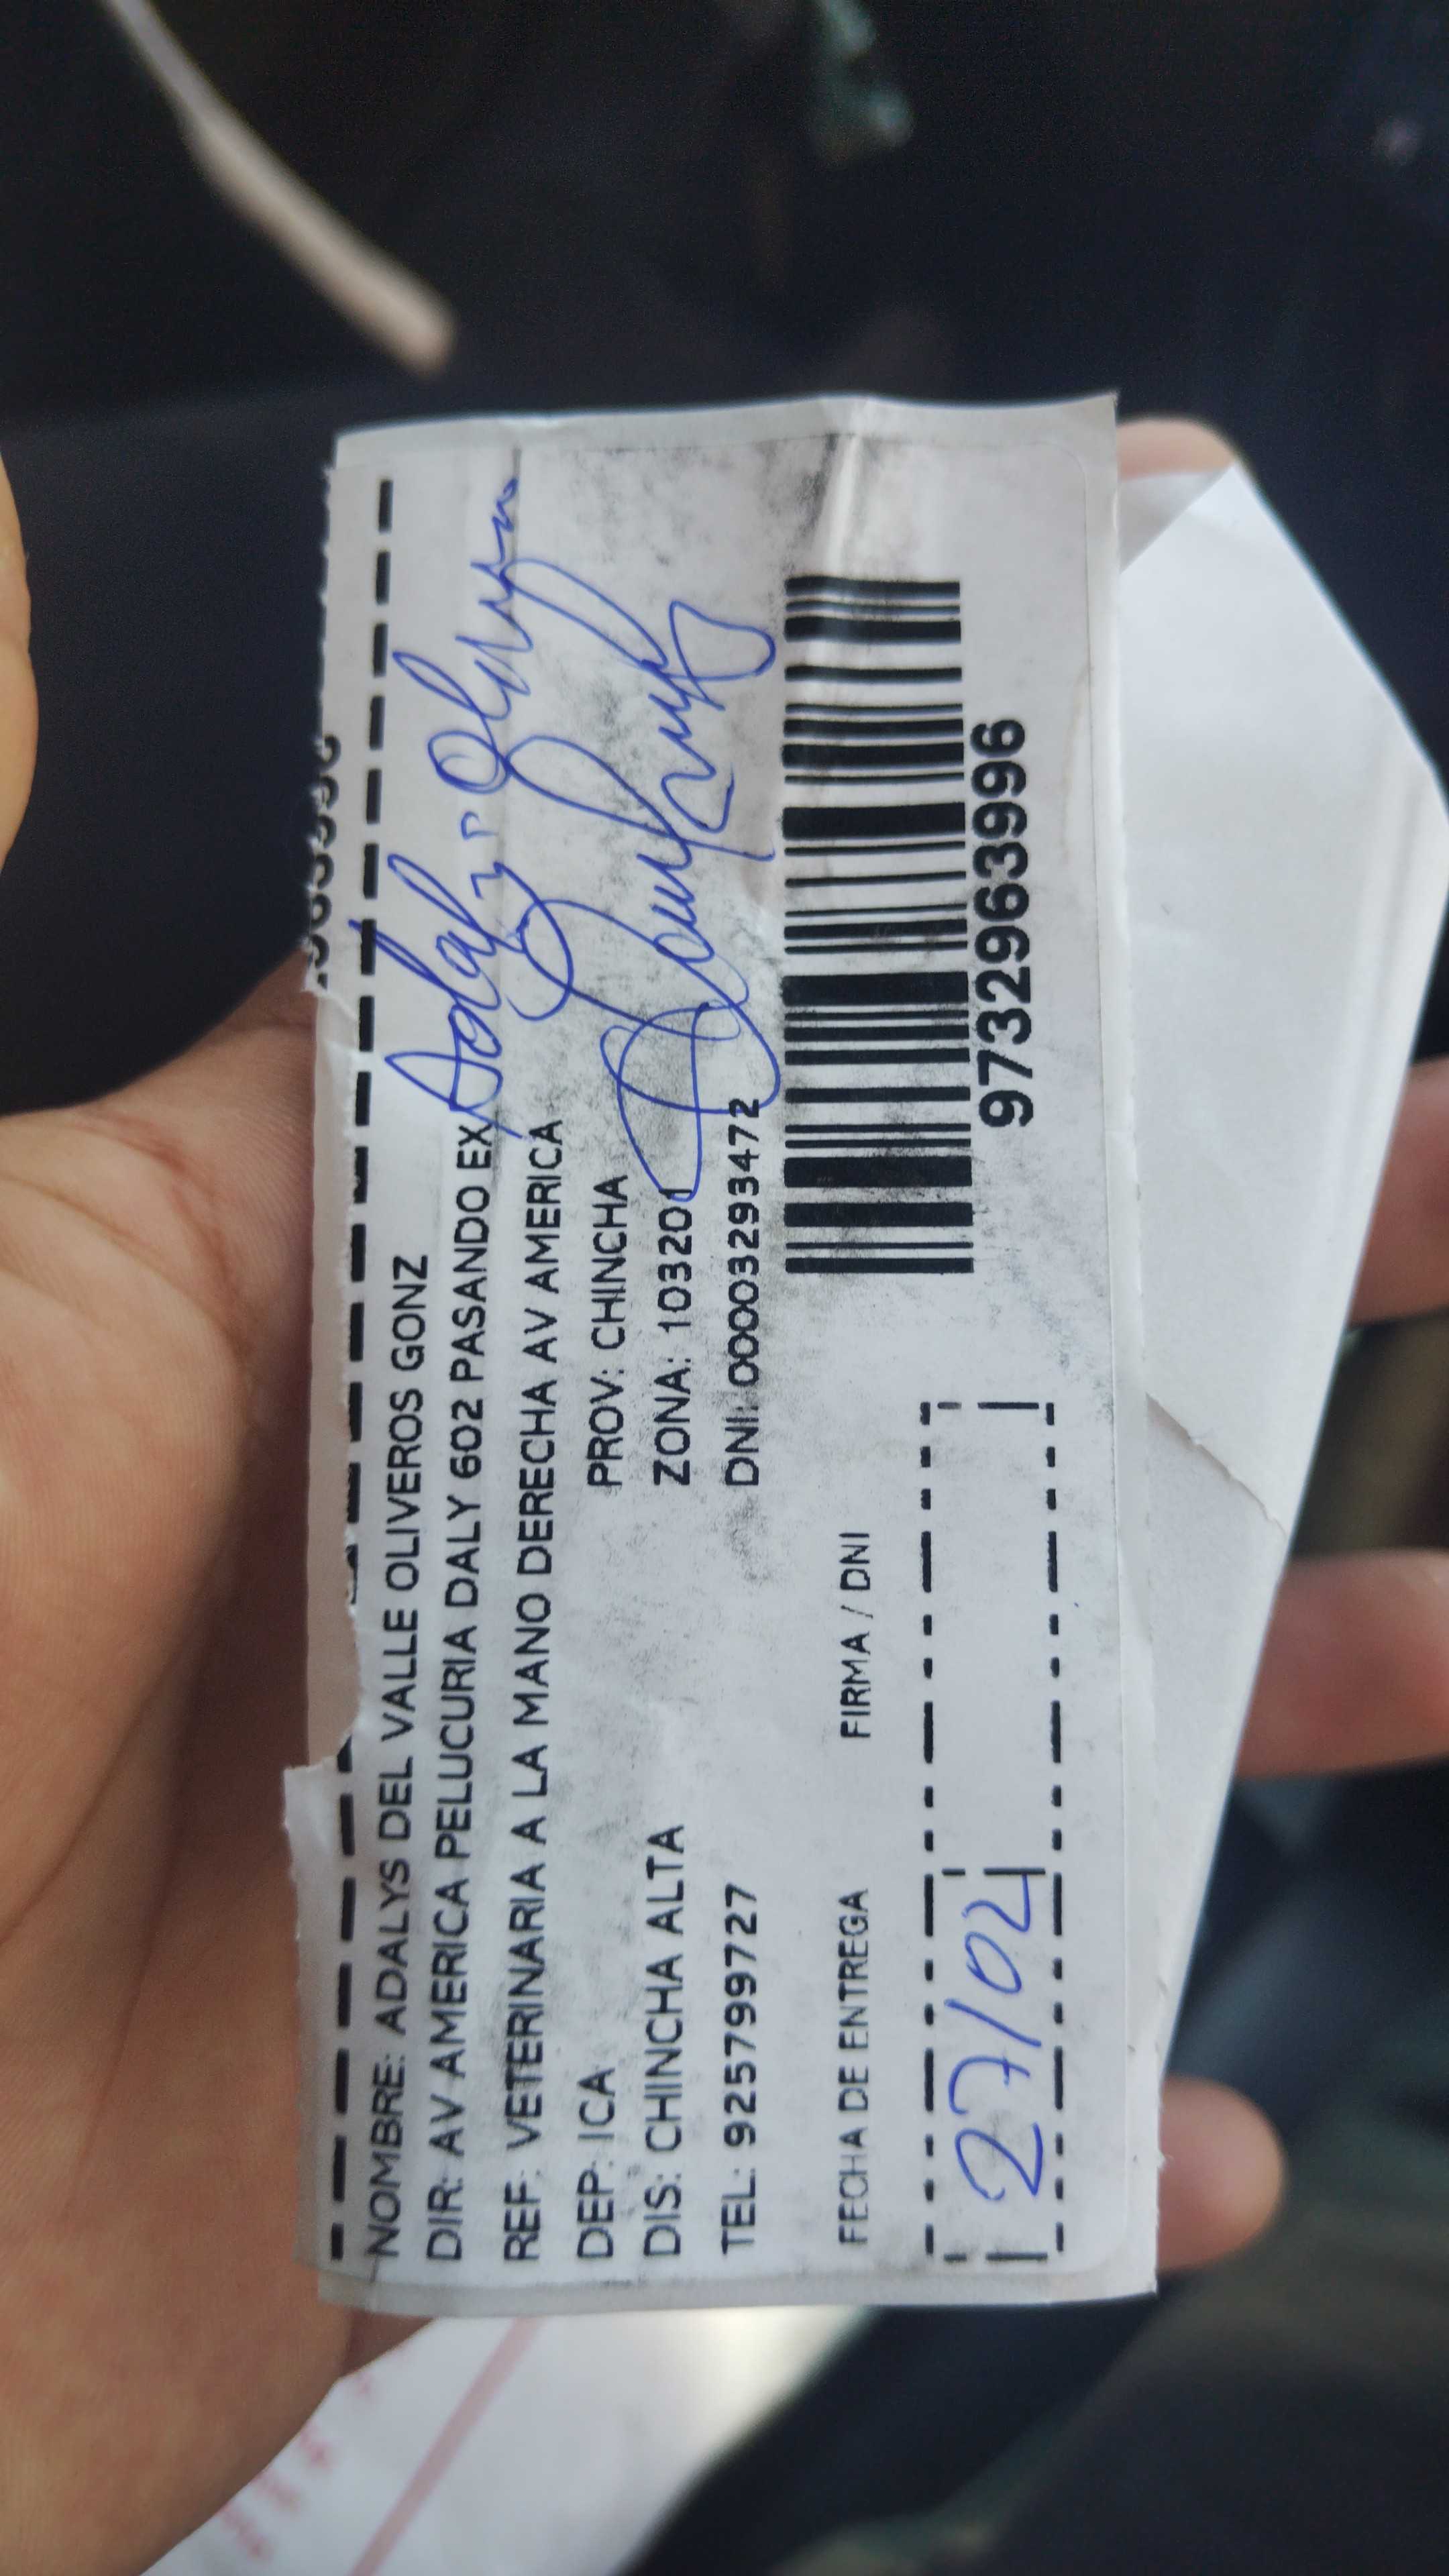 NOMBRE: ADALYS DEL VALLE OLIVEROS GONZ
DIR: AV AMERICA PELUCURIA DALY 602 PASANDO EX
REF: VETERINARIA A LA MANO DERECHA AV AMERICA
DEP: ICA PROV: CHINCHA
DIS: CHINCHA ALTA ZONA: 103201
TEL: 925799727 DNI: 00003293472
FECHA DE ENTREGA FIRMA / DNI
27/02
9732963996